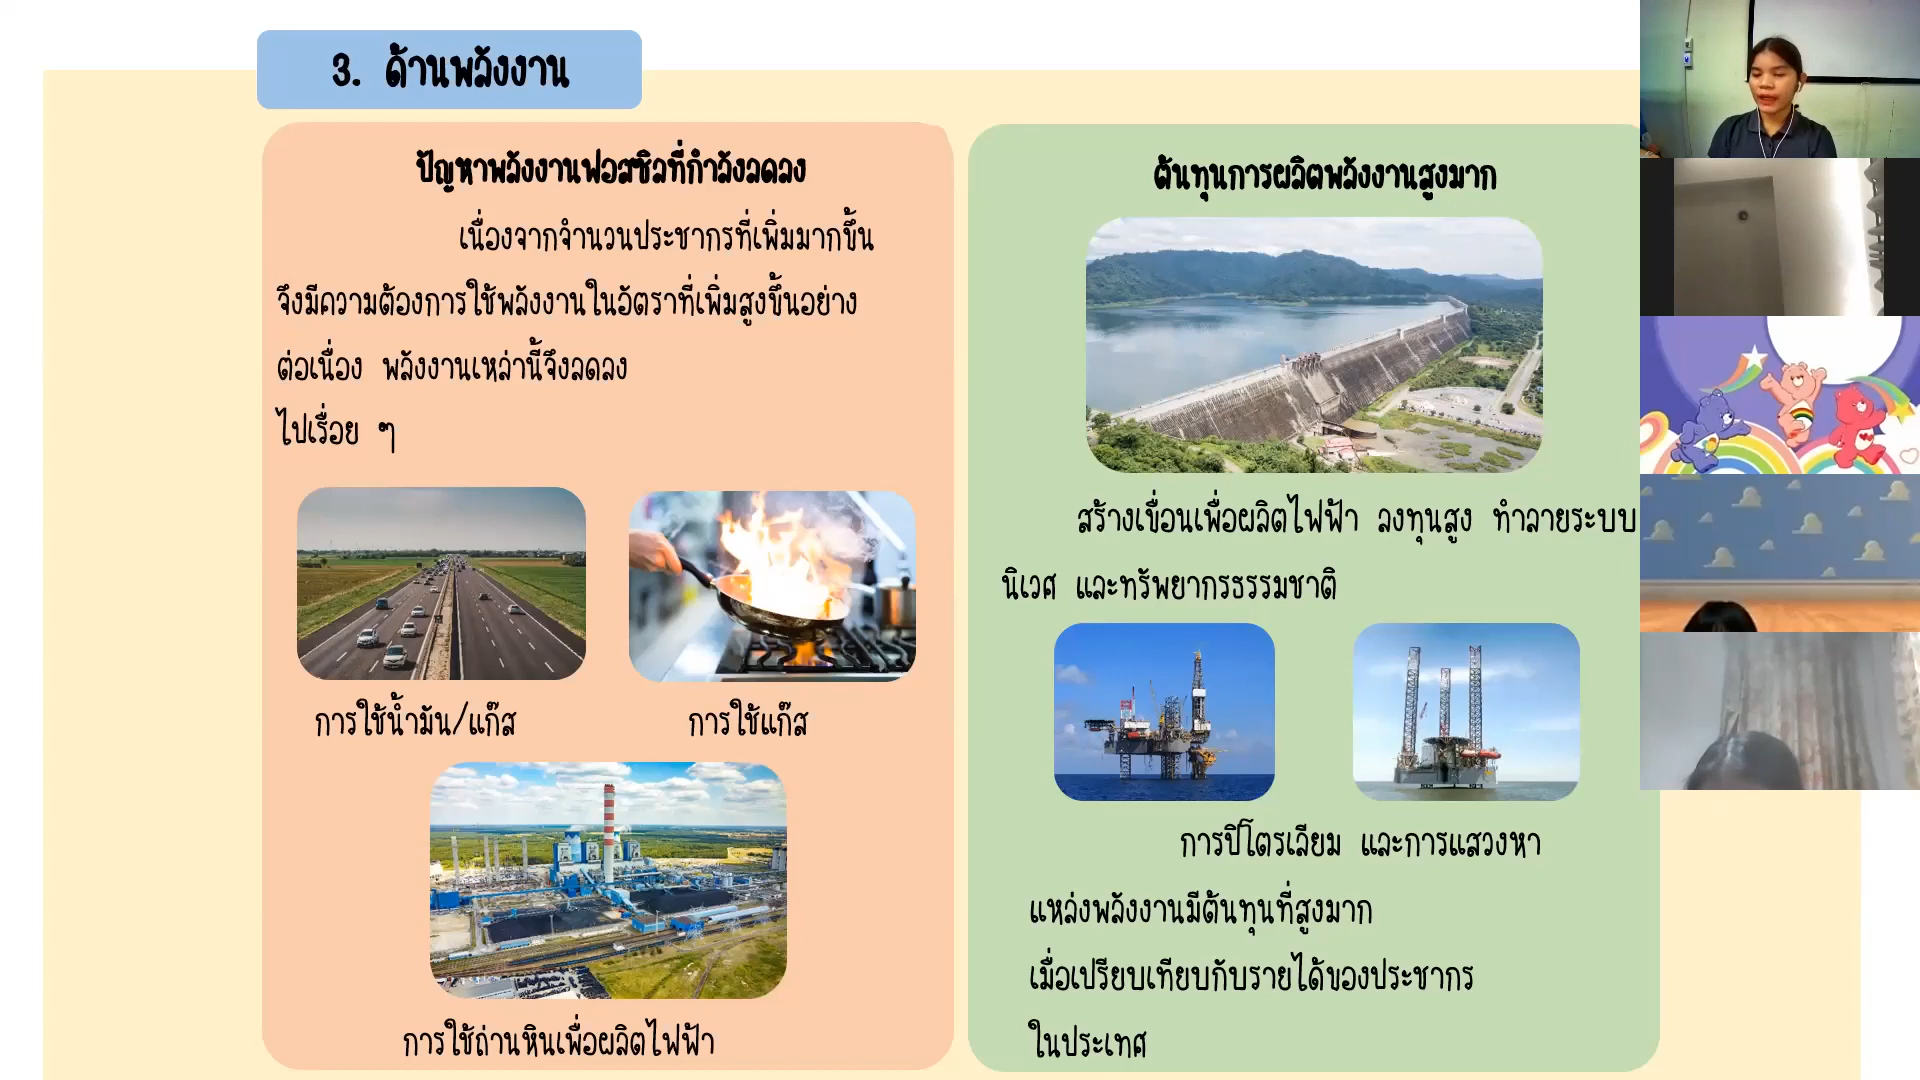 3. ด้านพลังงาน
ปัญหาพลังงานฟอสซิลที่กำลังลดลง
เนื่องจากจำนวนประชากรที่เพิ่มมากขึ้น
จึงมีความต้องการใช้พลังงานในอัตราที่เพิ่มสูงขึ้นอย่าง
ต่อเนื่อง พลังงานเหล่านี้จึงลดลง
ไปเรื่อย ๆ
การใช้น้ำมัน/แก๊ส
การใช้แก๊ส
การใช้ถ่านหินเพื่อผลิตไฟฟ้า
ต้นทุนการผลิตพลังงานสูงมาก
สร้างเขื่อนเพื่อผลิตไฟฟ้า ลงทุนสูง ทำลายระบบ
นิเวศ และทรัพยากรธรรมชาติ
การปิโตรเลียม และการแสวงหา
แหล่งพลังงานมีต้นทุนที่สูงมาก
เมื่อเปรียบเทียบกับรายได้ของประชากร
ในประเทศ